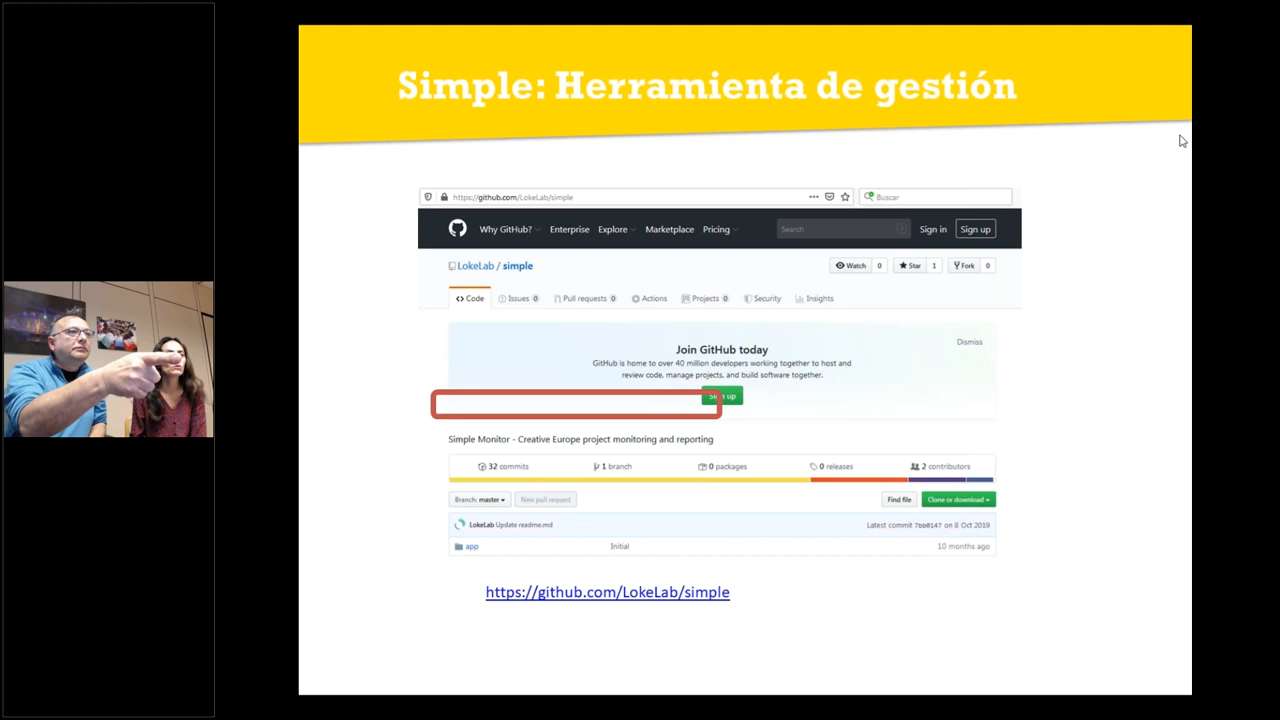 Simple: Herramienta de gestión
https://github.com/LokeLab/simple
Buscar
Why GitHub? Enterprise Explore Marketplace Pricing Search / Sign in Sign up
LokeLab / simple
Watch 0 Star 1 Fork 0
Code Issues 0 Pull requests 0 Actions Projects 0 Security Insights
Join GitHub today
Dismiss
GitHub is home to over 40 million developers working together to host and
review code, manage projects, and build software together.
Sign up
Simple Monitor - Creative Europe project monitoring and reporting
32 commits 1 branch 0 packages 0 releases 2 contributors
Branch: master New pull request Find file Clone or download
LokeLab Update readme.md Latest commit 7bb0147 on 8 Oct 2019
app Initial 10 months ago
https://github.com/LokeLab/simple